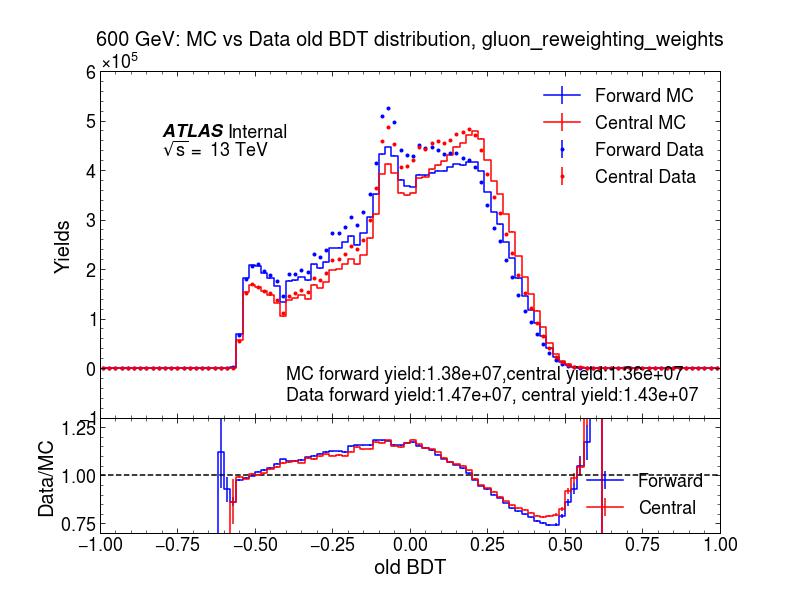 600 GeV: MC vs Data old BDT distribution, gluon_reweighting_weights
×10⁵
6
5
4
3
2
1
0
−1
Yields
ATLAS Internal
√s = 13 TeV
Forward MC
Central MC
Forward Data
Central Data
MC forward yield:1.38e+07,central yield:1.36e+07
Data forward yield:1.47e+07, central yield:1.43e+07
1.25
1.00
0.75
Data/MC
Forward
Central
−1.00 −0.75 −0.50 −0.25 0.00 0.25 0.50 0.75 1.00
old BDT